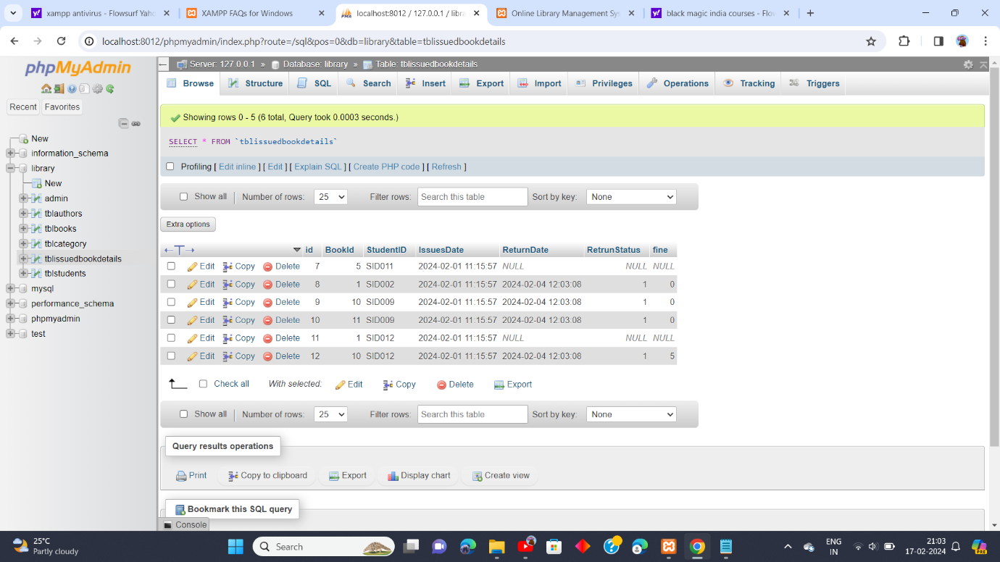 xampp antivirus - Flowsurf Yaho
XAMPP FAQs for Windows
localhost:8012 / 127.0.0.1 / libra
Online Library Management Sys
black magic india courses - Flow
localhost:8012/phpmyadmin/index.php?route=/sql&pos=0&db=library&table=tblissuedbookdetails
phpMyAdmin
Recent Favorites
New
information_schema
library
New
admin
tblauthors
tblbooks
tblcategory
tblissuedbookdetails
tblstudents
mysql
performance_schema
phpmyadmin
test
Server: 127.0.0.1 » Database: library » Table: tblissuedbookdetails
Browse Structure SQL Search Insert Export Import Privileges Operations Tracking Triggers
Showing rows 0 - 5 (6 total, Query took 0.0003 seconds.)
SELECT * FROM `tblissuedbookdetails`
Profiling [ Edit inline ] [ Edit ] [ Explain SQL ] [ Create PHP code ] [ Refresh ]
Show all Number of rows: 25 Filter rows: Search this table Sort by key: None
Extra options
←T→ id BookId StudentID IssuesDate ReturnDate RetrunStatus fine
Edit Copy Delete 7 5 SID011 2024-02-01 11:15:57 NULL NULL NULL
Edit Copy Delete 8 1 SID002 2024-02-01 11:15:57 2024-02-04 12:03:08 1 0
Edit Copy Delete 9 10 SID009 2024-02-01 11:15:57 2024-02-04 12:03:08 1 0
Edit Copy Delete 10 11 SID009 2024-02-01 11:15:57 2024-02-04 12:03:08 1 0
Edit Copy Delete 11 1 SID012 2024-02-01 11:15:57 NULL NULL NULL
Edit Copy Delete 12 10 SID012 2024-02-01 11:15:57 2024-02-04 12:03:08 1 5
Check all With selected: Edit Copy Delete Export
Show all Number of rows: 25 Filter rows: Search this table Sort by key: None
Query results operations
Print Copy to clipboard Export Display chart Create view
Bookmark this SQL query
Console
25°C
Partly cloudy
Search
ENG
IN
21:03
17-02-2024
PRE